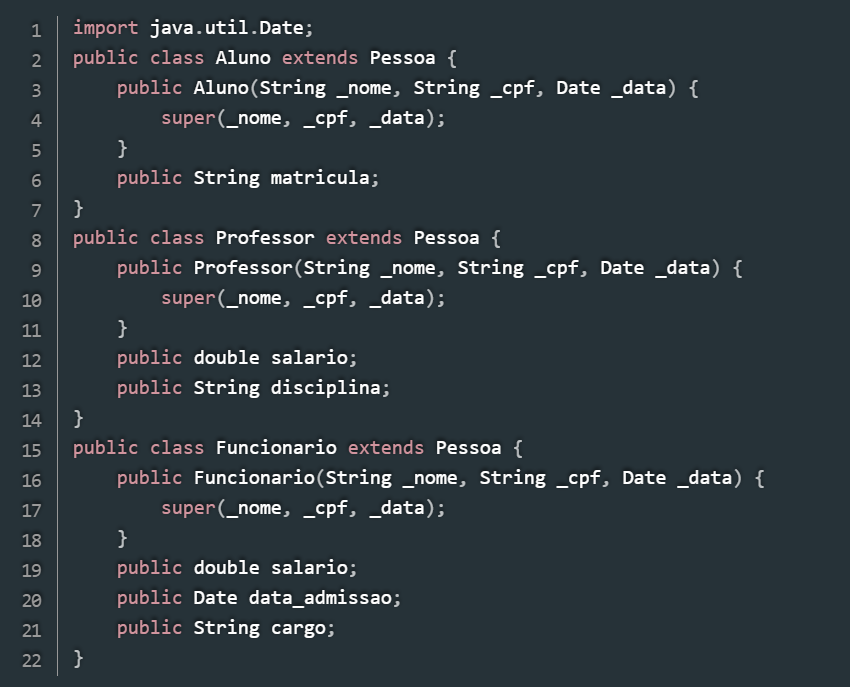 1 import java.util.Date;
2 public class Aluno extends Pessoa {
3     public Aluno(String _nome, String _cpf, Date _data) {
4         super(_nome, _cpf, _data);
5     }
6     public String matricula;
7 }
8 public class Professor extends Pessoa {
9     public Professor(String _nome, String _cpf, Date _data) {
10         super(_nome, _cpf, _data);
11     }
12     public double salario;
13     public String disciplina;
14 }
15 public class Funcionario extends Pessoa {
16     public Funcionario(String _nome, String _cpf, Date _data) {
17         super(_nome, _cpf, _data);
18     }
19     public double salario;
20     public Date data_admissao;
21     public String cargo;
22 }